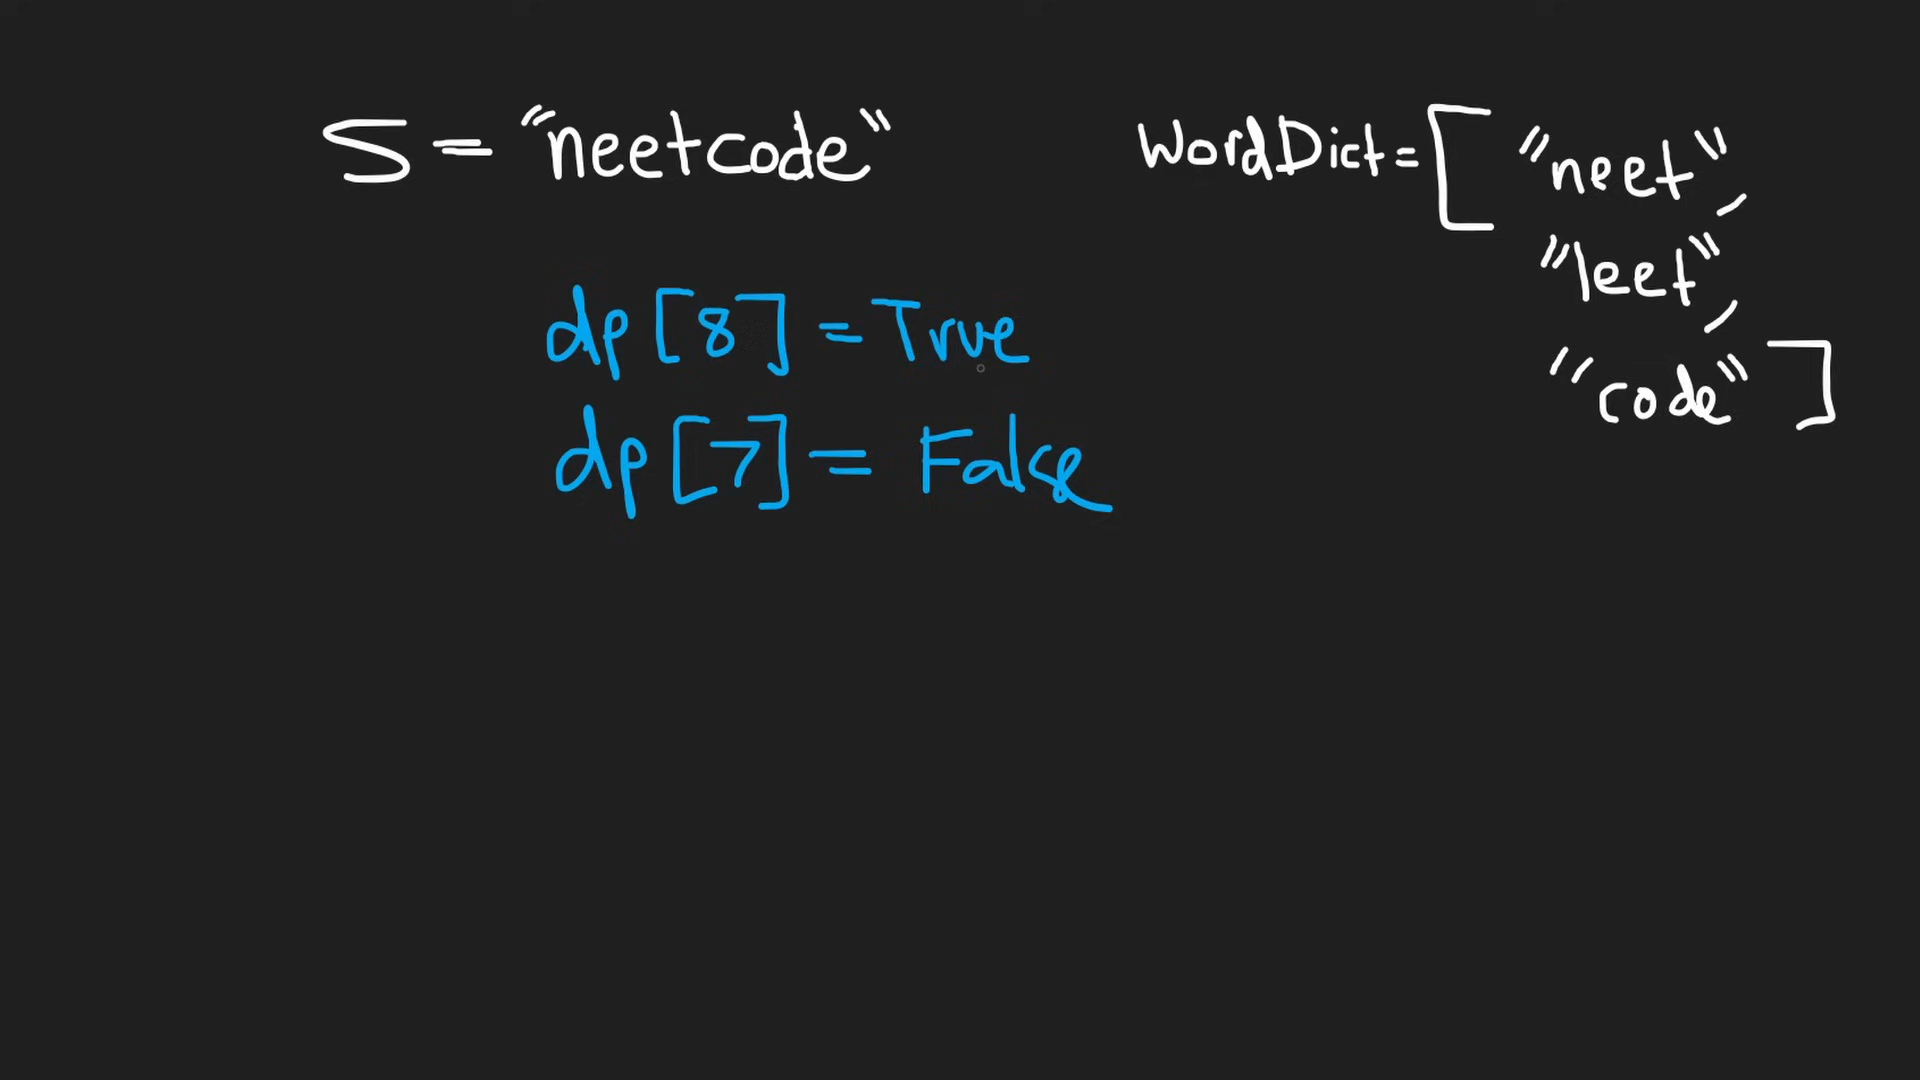 S = "neetcode"
WordDict = [ "neet",
"leet",
"code" ]
dp [ 8 ] = True
dp [ 7 ] = False